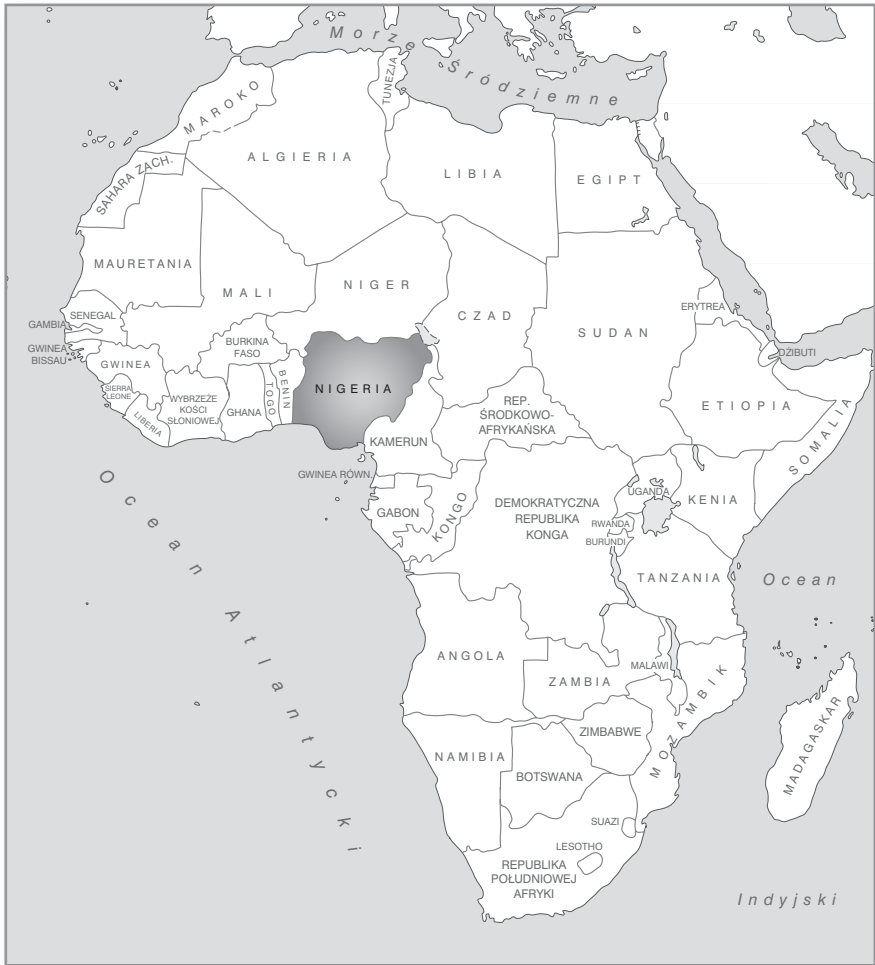 Morze
Śródziemne
MAROKO
TUNEZJA
ALGIERIA
LIBIA
EGIPT
SAHARA ZACH.
MAURETANIA
MALI
NIGER
CZAD
SUDAN
ERYTREA
SENEGAL
GAMBIA
GWINEA
BISSAU
GWINEA
SIERRA
LEONE
LIBERIA
WYBRZEŻE
KOŚCI
SŁONIOWEJ
BURKINA
FASO
GHANA
TOGO
BENIN
NIGERIA
DŻIBUTI
ETIOPIA
SOMALIA
REP.
ŚRODKOWO-
AFRYKAŃSKA
KAMERUN
GWINEA RÓWN.
GABON
KONGO
DEMOKRATYCZNA
REPUBLIKA
KONGA
UGANDA
KENIA
RWANDA
BURUNDI
TANZANIA
Ocean
Ocean Atlantycki
ANGOLA
ZAMBIA
MALAWI
MOZAMBIK
ZIMBABWE
NAMIBIA
BOTSWANA
MADAGASKAR
SUAZI
LESOTHO
REPUBLIKA
POŁUDNIOWEJ
AFRYKI
Indyjski